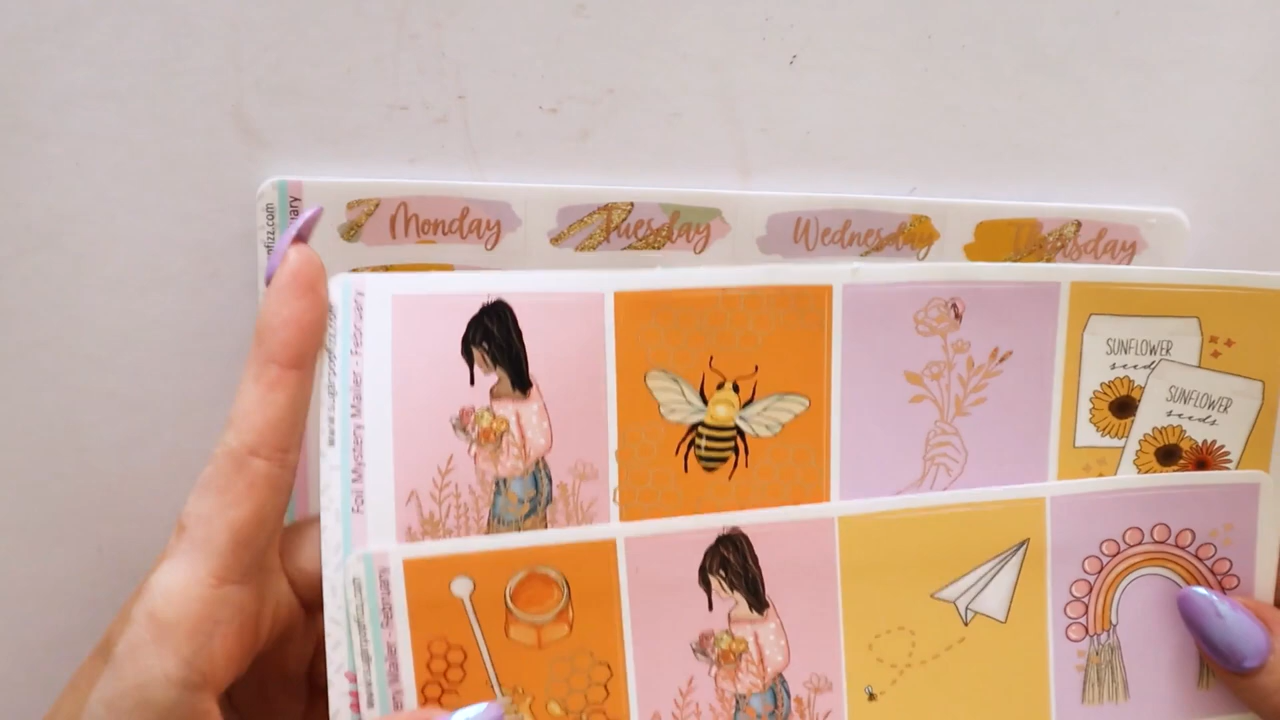 Monday
Tuesday
Wednesday
Thursday
Foil Mystery Mailer - February
SUNFLOWER
seeds
SUNFLOWER
seeds